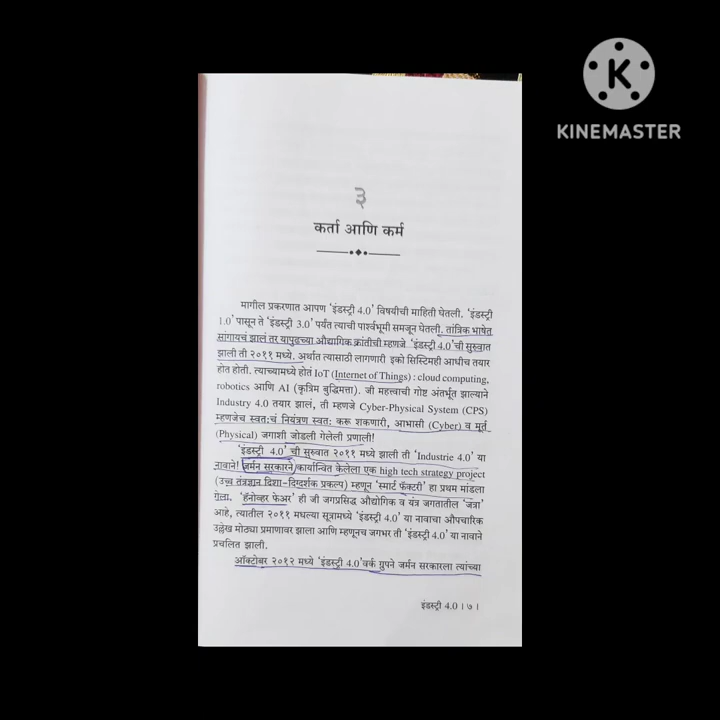 K
KINEMASTER
३
कर्ता आणि कर्म
मागील प्रकरणात आपण ‘इंडस्ट्री 4.0’ विषयीची माहिती घेतली. ‘इंडस्ट्री
1.0’ पासून ते ‘इंडस्ट्री 3.0’ पर्यंत त्याची पार्श्वभूमी समजून घेतली. तांत्रिक भाषेत
सांगायचं झालं तर यापुढच्या औद्योगिक क्रांतीची म्हणजे ‘इंडस्ट्री 4.0’ची सुरुवात
झाली ती २०११ मध्ये. अर्थात त्यासाठी लागणारी इको सिस्टिमही आधीच तयार
होत होती. त्याच्यामध्ये होतं IoT (Internet of Things) : cloud computing,
robotics आणि AI (कृत्रिम बुद्धिमत्ता). जी महत्त्वाची गोष्ट अंतर्भूत झाल्याने
Industry 4.0 तयार झालं, ती म्हणजे Cyber-Physical System (CPS)
म्हणजेच स्वत:चं नियंत्रण स्वत: करू शकणारी, आभासी (Cyber) व मूर्त
(Physical) जगाशी जोडली गेलेली प्रणाली!
‘इंडस्ट्री 4.0’ ची सुरुवात २०११ मध्ये झाली ती ‘Industrie 4.0’ या
नावाने! जर्मन सरकारने कार्यान्वित केलेला एक high tech strategy project
(उच्च तंत्रज्ञान दिशा-दिग्दर्शक प्रकल्प) म्हणून ‘स्मार्ट फॅक्टरी’ हा प्रथम मांडला
गेला. ‘हॅनोव्हर फेअर’ ही जी जगप्रसिद्ध औद्योगिक व यंत्र जगतातील ‘जत्रा’
आहे, त्यातील २०११ मधल्या सूत्रामध्ये ‘इंडस्ट्री 4.0’ या नावाचा औपचारिक
उल्लेख मोठ्या प्रमाणावर झाला आणि म्हणूनच जगभर ती ‘इंडस्ट्री 4.0’ या नावाने
प्रचलित झाली.
ऑक्टोबर २०१२ मध्ये ‘इंडस्ट्री 4.0’वर्क ग्रुपने जर्मन सरकारला त्यांच्या
इंडस्ट्री 4.0 । ७ ।